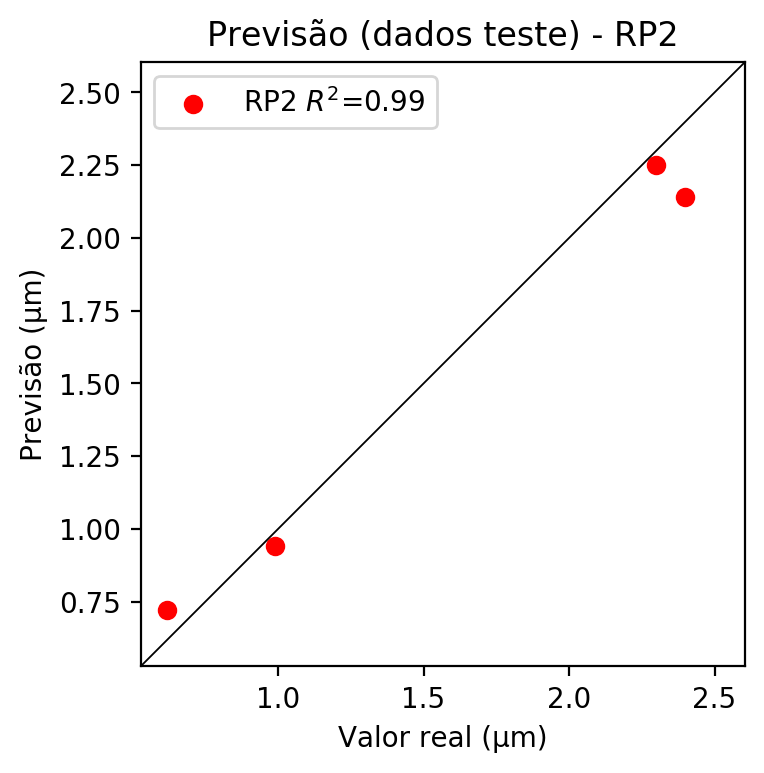 Previsão (dados teste) - RP2
RP2 R²=0.99
2.50
2.25
2.00
1.75
1.50
1.25
1.00
0.75
Previsão (µm)
1.0 1.5 2.0 2.5
Valor real (µm)